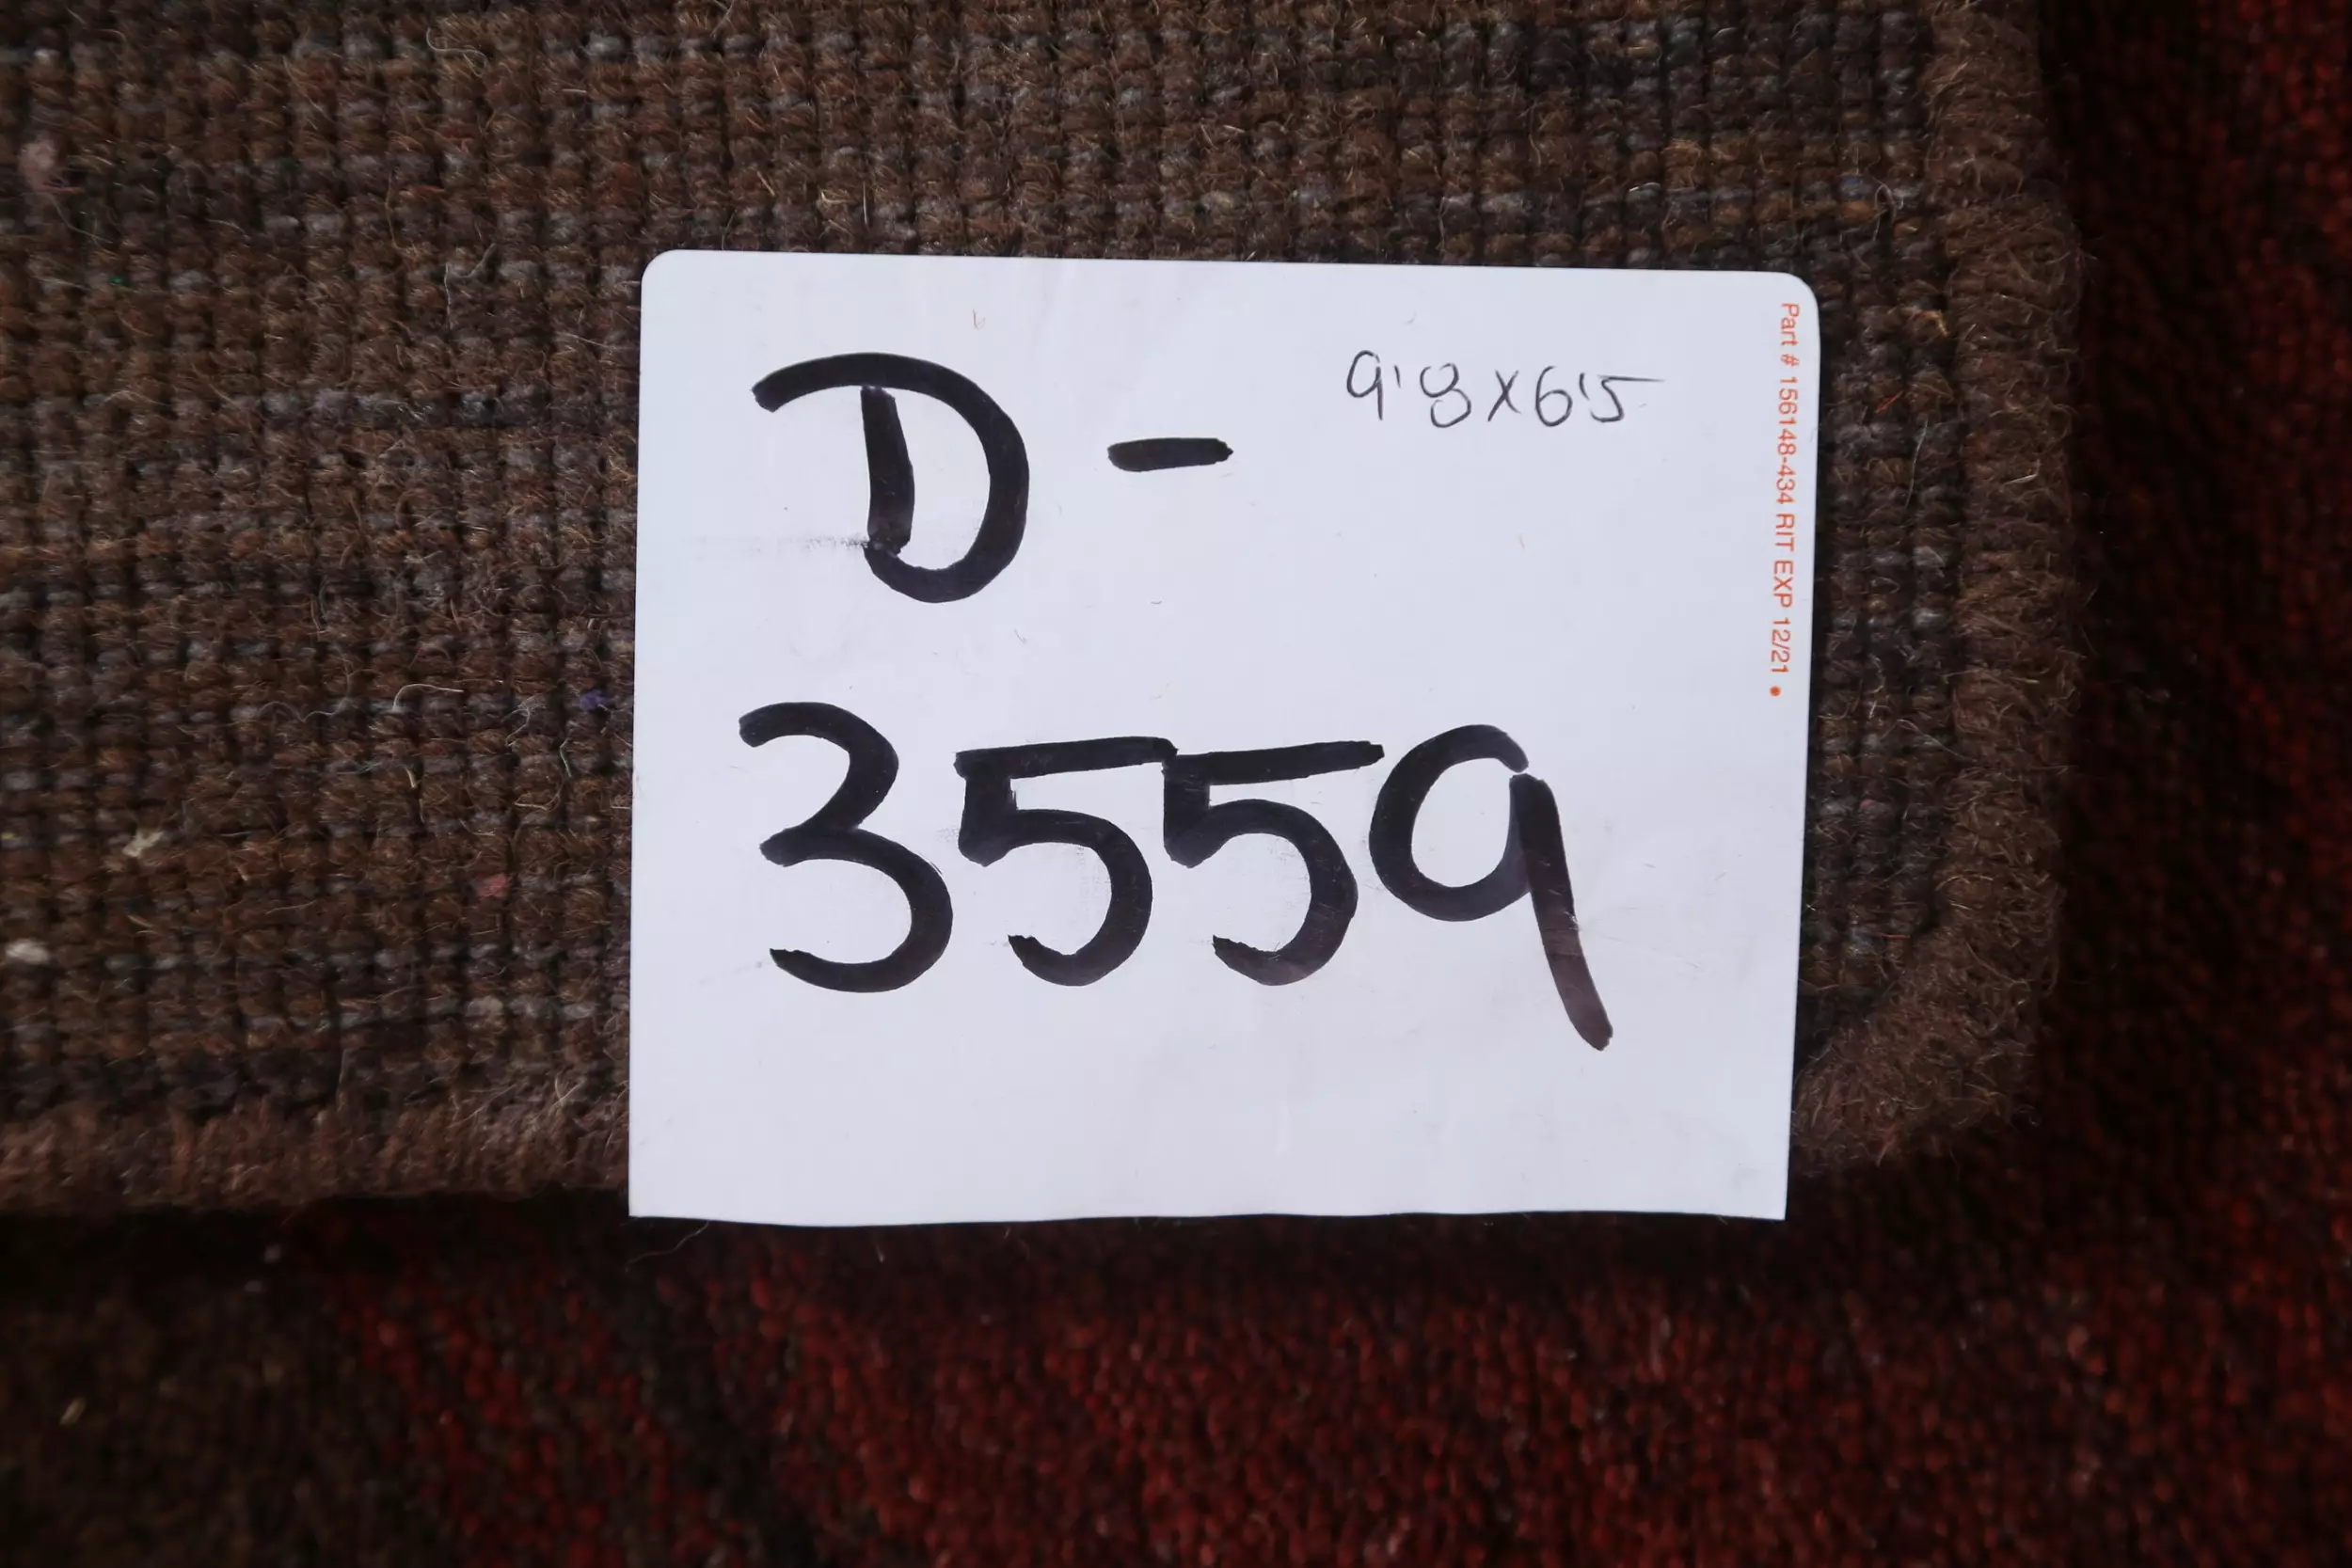 D - 9'8x6'5
3559
Part # 156148-434 RIT EXP 12/21 •